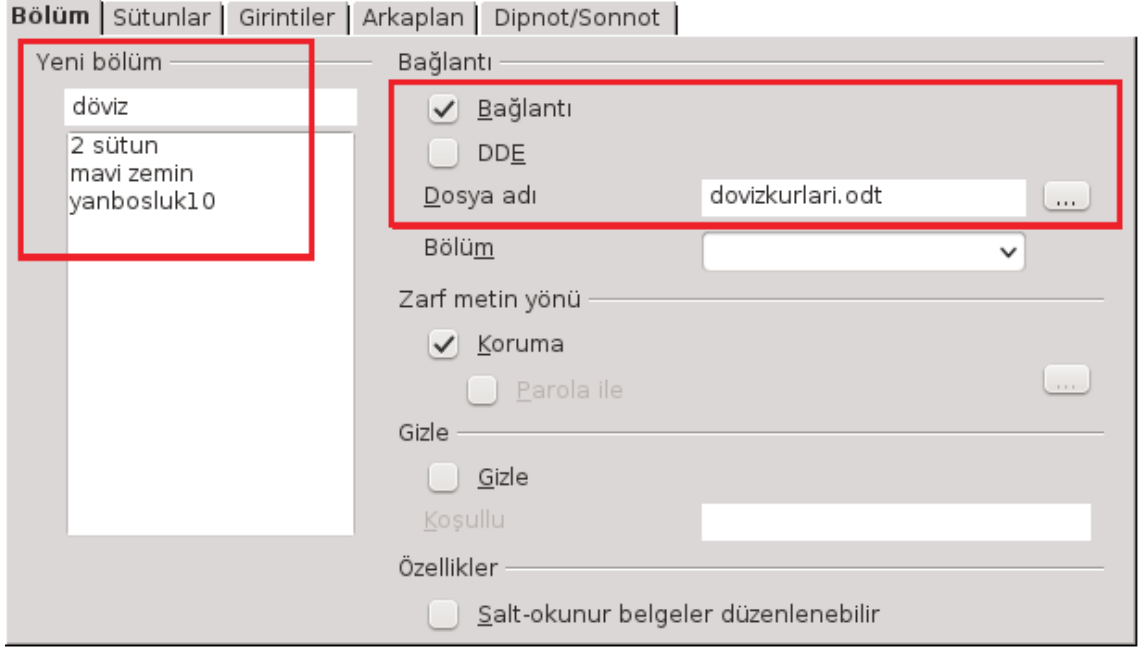 Bölüm Sütunlar Girintiler Arkaplan Dipnot/Sonnot
Yeni bölüm
döviz
2 sütun
mavi zemin
yanbosluk10
Bağlantı
Bağlantı
DDE
Dosya adı dovizkurlari.odt ...
Bölüm
Zarf metin yönü
Koruma
Parola ile ...
Gizle
Gizle
Koşullu
Özellikler
Salt-okunur belgeler düzenlenebilir